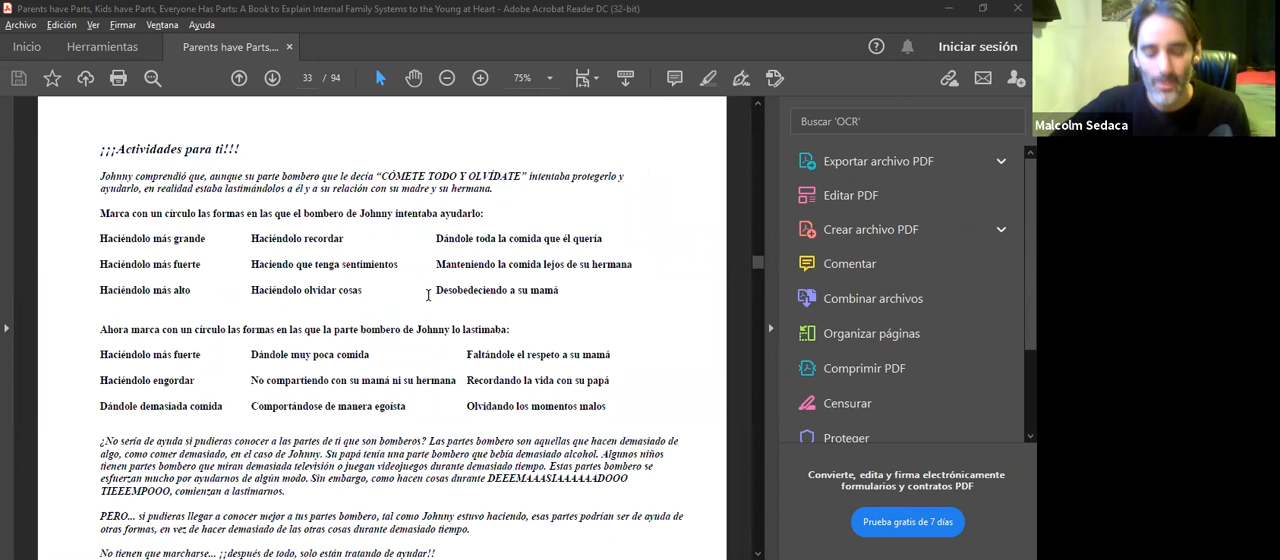 Parents have Parts, Kids have Parts, Everyone Has Parts: A Book to Explain Internal Family Systems to the Young at Heart - Adobe Acrobat Reader DC (32-bit)
Archivo Edición Ver Firmar Ventana Ayuda
Inicio Herramientas Parents have Parts,... × Iniciar sesión
33 / 94 75%
¡¡¡Actividades para ti!!!
Johnny comprendió que, aunque su parte bombero que le decía “CÓMETE TODO Y OLVÍDATE” intentaba protegerlo y
ayudarlo, en realidad estaba lastimándolos a él y a su relación con su madre y su hermana.
Marca con un círculo las formas en las que el bombero de Johnny intentaba ayudarlo:
Haciéndolo más grande Haciéndolo recordar Dándole toda la comida que él quería
Haciéndolo más fuerte Haciendo que tenga sentimientos Manteniendo la comida lejos de su hermana
Haciéndolo más alto Haciéndolo olvidar cosas Desobedeciendo a su mamá
Ahora marca con un círculo las formas en las que la parte bombero de Johnny lo lastimaba:
Haciéndolo más fuerte Dándole muy poca comida Faltándole el respeto a su mamá
Haciéndolo engordar No compartiendo con su mamá ni su hermana Recordando la vida con su papá
Dándole demasiada comida Comportándose de manera egoísta Olvidando los momentos malos
¿No sería de ayuda si pudieras conocer a las partes de ti que son bomberos? Las partes bombero son aquellas que hacen demasiado de
algo, como comer demasiado, en el caso de Johnny. Su papá tenía una parte bombero que bebía demasiado alcohol. Algunos niños
tienen partes bombero que miran demasiada televisión o juegan videojuegos durante demasiado tiempo. Estas partes bombero se
esfuerzan mucho por ayudarnos de algún modo. Sin embargo, como hacen cosas durante DEEEMAAASIAAAAAADOOO
TIEEEMPOOO, comienzan a lastimarnos.
PERO... si pudieras llegar a conocer mejor a tus partes bombero, tal como Johnny estuvo haciendo, esas partes podrían ser de ayuda de
otras formas, en vez de hacer demasiado de las otras cosas durante demasiado tiempo.
No tienen que marcharse... ¡¡después de todo, solo están tratando de ayudar!!
Buscar 'OCR'
Exportar archivo PDF
Editar PDF
Crear archivo PDF
Comentar
Combinar archivos
Organizar páginas
Comprimir PDF
Censurar
Proteger
Convierte, edita y firma electrónicamente
formularios y contratos PDF
Prueba gratis de 7 días
Malcolm Sedaca